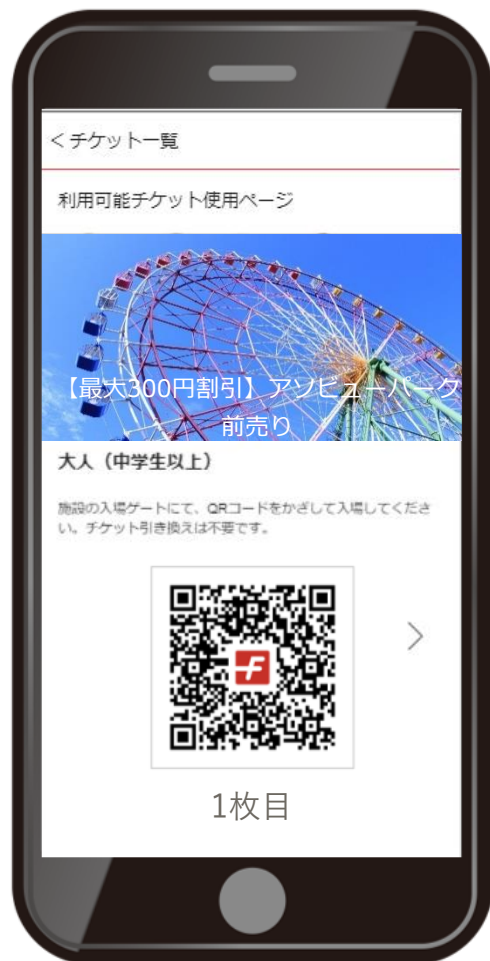 ＜チケット一覧
利用可能チケット使用ページ
【最大300円割引】アソビューパーク
前売り
大人（中学生以上）
施設の入場ゲートにて、QRコードをかざして入場してくださ
い。チケット引き換えは不要です。
1枚目